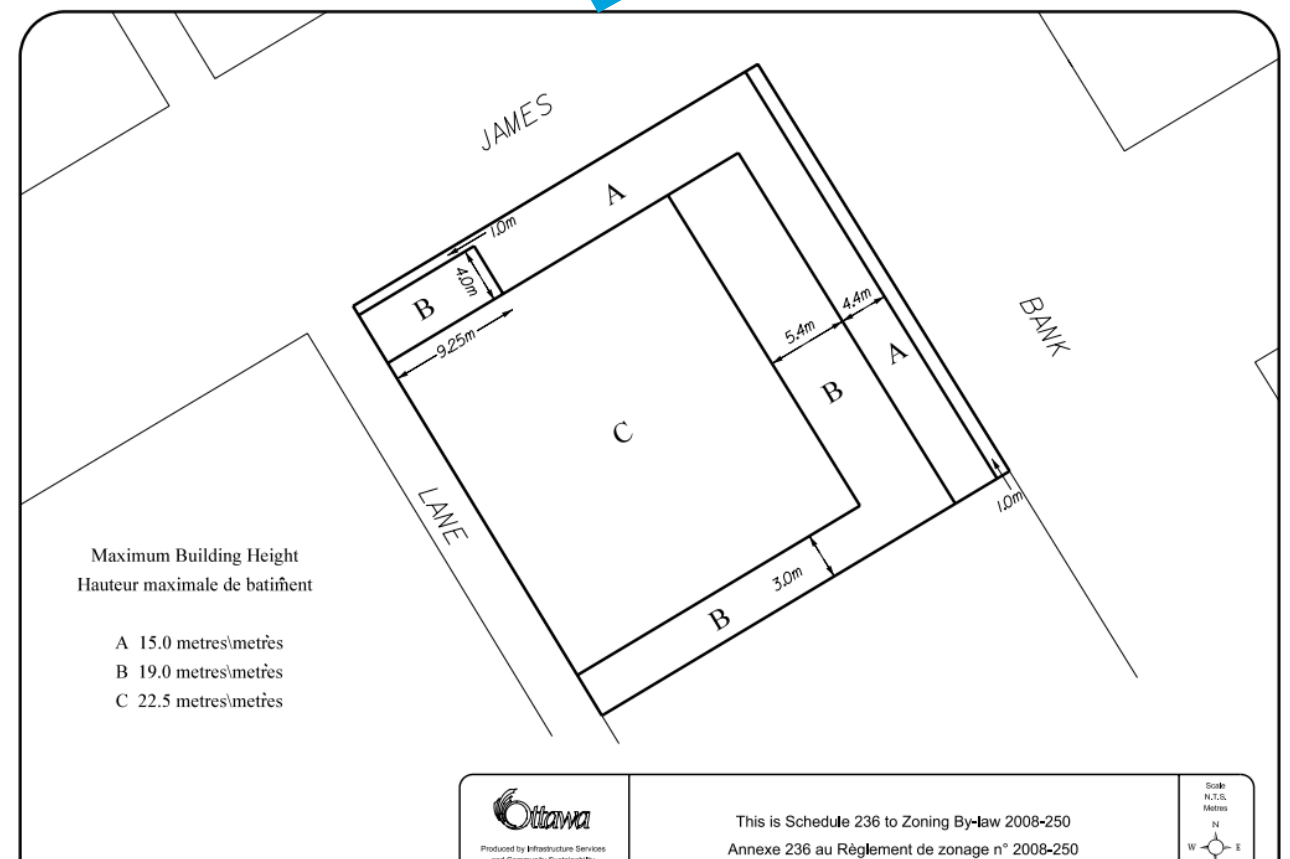 JAMES
A
1.0m
4.0m
B
9.25m
4.4m
5.4m
BANK
A
B
C
LANE
1.0m
3.0m
B
Maximum Building Height
Hauteur maximale de batiment
A 15.0 metres\metres
B 19.0 metres\metres
C 22.5 metres\metres
Ottawa
Produced by Infrastructure Services
and Community Sustainability
This is Schedule 236 to Zoning By-law 2008-250
Annexe 236 au Règlement de zonage n° 2008-250
Scale
N.T.S.
Metres
N
W E